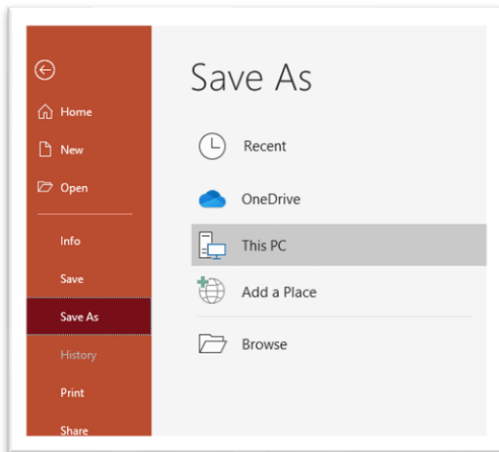 Save As
Home
New
Open
Info
Save
Save As
History
Print
Share
Recent
OneDrive
This PC
Add a Place
Browse